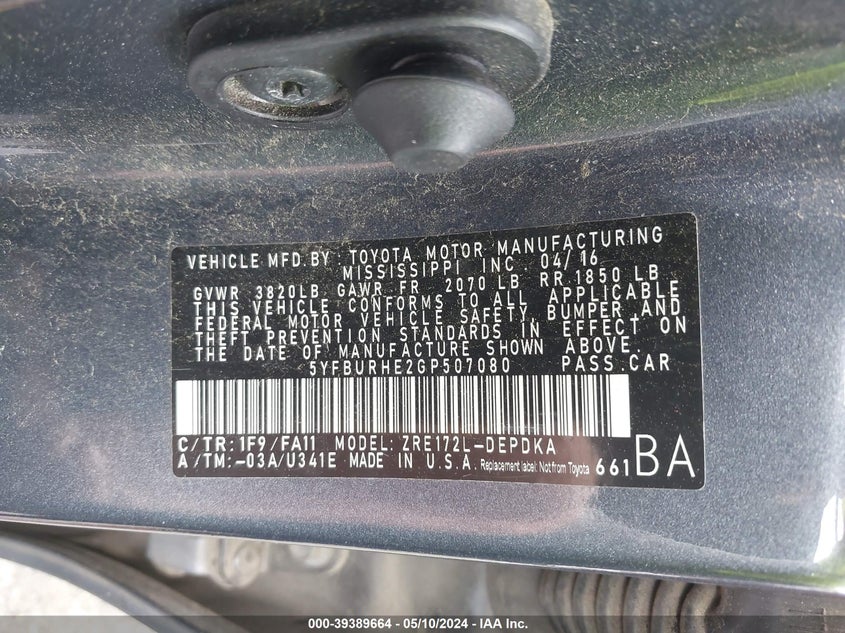 VEHICLE MFD.BY: TOYOTA MOTOR MANUFACTURING
MISSISSIPPI INC. 04/16
GVWR 3820LB. GAWR FR 2070 LB. RR 1850 LB
THIS VEHICLE CONFORMS TO ALL APPLICABLE
FEDERAL MOTOR VEHICLE SAFETY, BUMPER,AND
THEFT PREVENTION STANDARDS IN EFFECT ON
THE DATE OF MANUFACTURE SHOWN ABOVE.
5YFBURHE2GP507080 PASS.CAR
C/TR:1F9/FA11 MODEL: ZRE172L-DEPDKA
A/TM:-03A/U341E MADE IN U.S.A. Replacement label: Not from Toyota 661BA
000-39389664 - 05/10/2024 - IAA Inc.